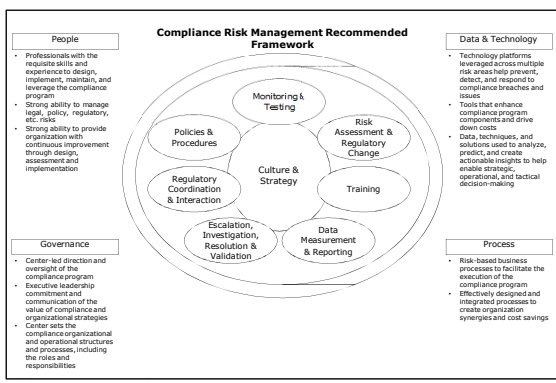 Compliance Risk Management Recommended
Framework
People
• Professionals with the
requisite skills and
experience to design,
implement, maintain, and
leverage the compliance
program
• Strong ability to manage
legal, policy, regulatory,
etc. risks
• Strong ability to provide
organization with
continuous improvement
through design,
assessment and
implementation
Data & Technology
• Technology platforms
leveraged across multiple
risk areas help prevent,
detect, and respond to
compliance breaches and
issues
• Tools that enhance
compliance program
components and drive
down costs
• Data, techniques, and
solutions used to analyze,
predict, and create
actionable insights to help
enable strategic,
operational, and tactical
decision-making
Monitoring &
Testing
Policies &
Procedures
Risk
Assessment &
Regulatory
Change
Culture &
Strategy
Regulatory
Coordination
& Interaction
Training
Escalation,
Investigation,
Resolution &
Validation
Data
Measurement
& Reporting
Governance
• Center-led direction and
oversight of the
compliance program
• Executive leadership
commitment and
communication of the
value of compliance and
organizational strategies
• Center sets the
compliance organizational
and operational structures
and processes, including
the roles and
responsibilities
Process
• Risk-based business
processes to facilitate the
execution of the
compliance program
• Effectively designed and
integrated processes to
create organization
synergies and cost savings